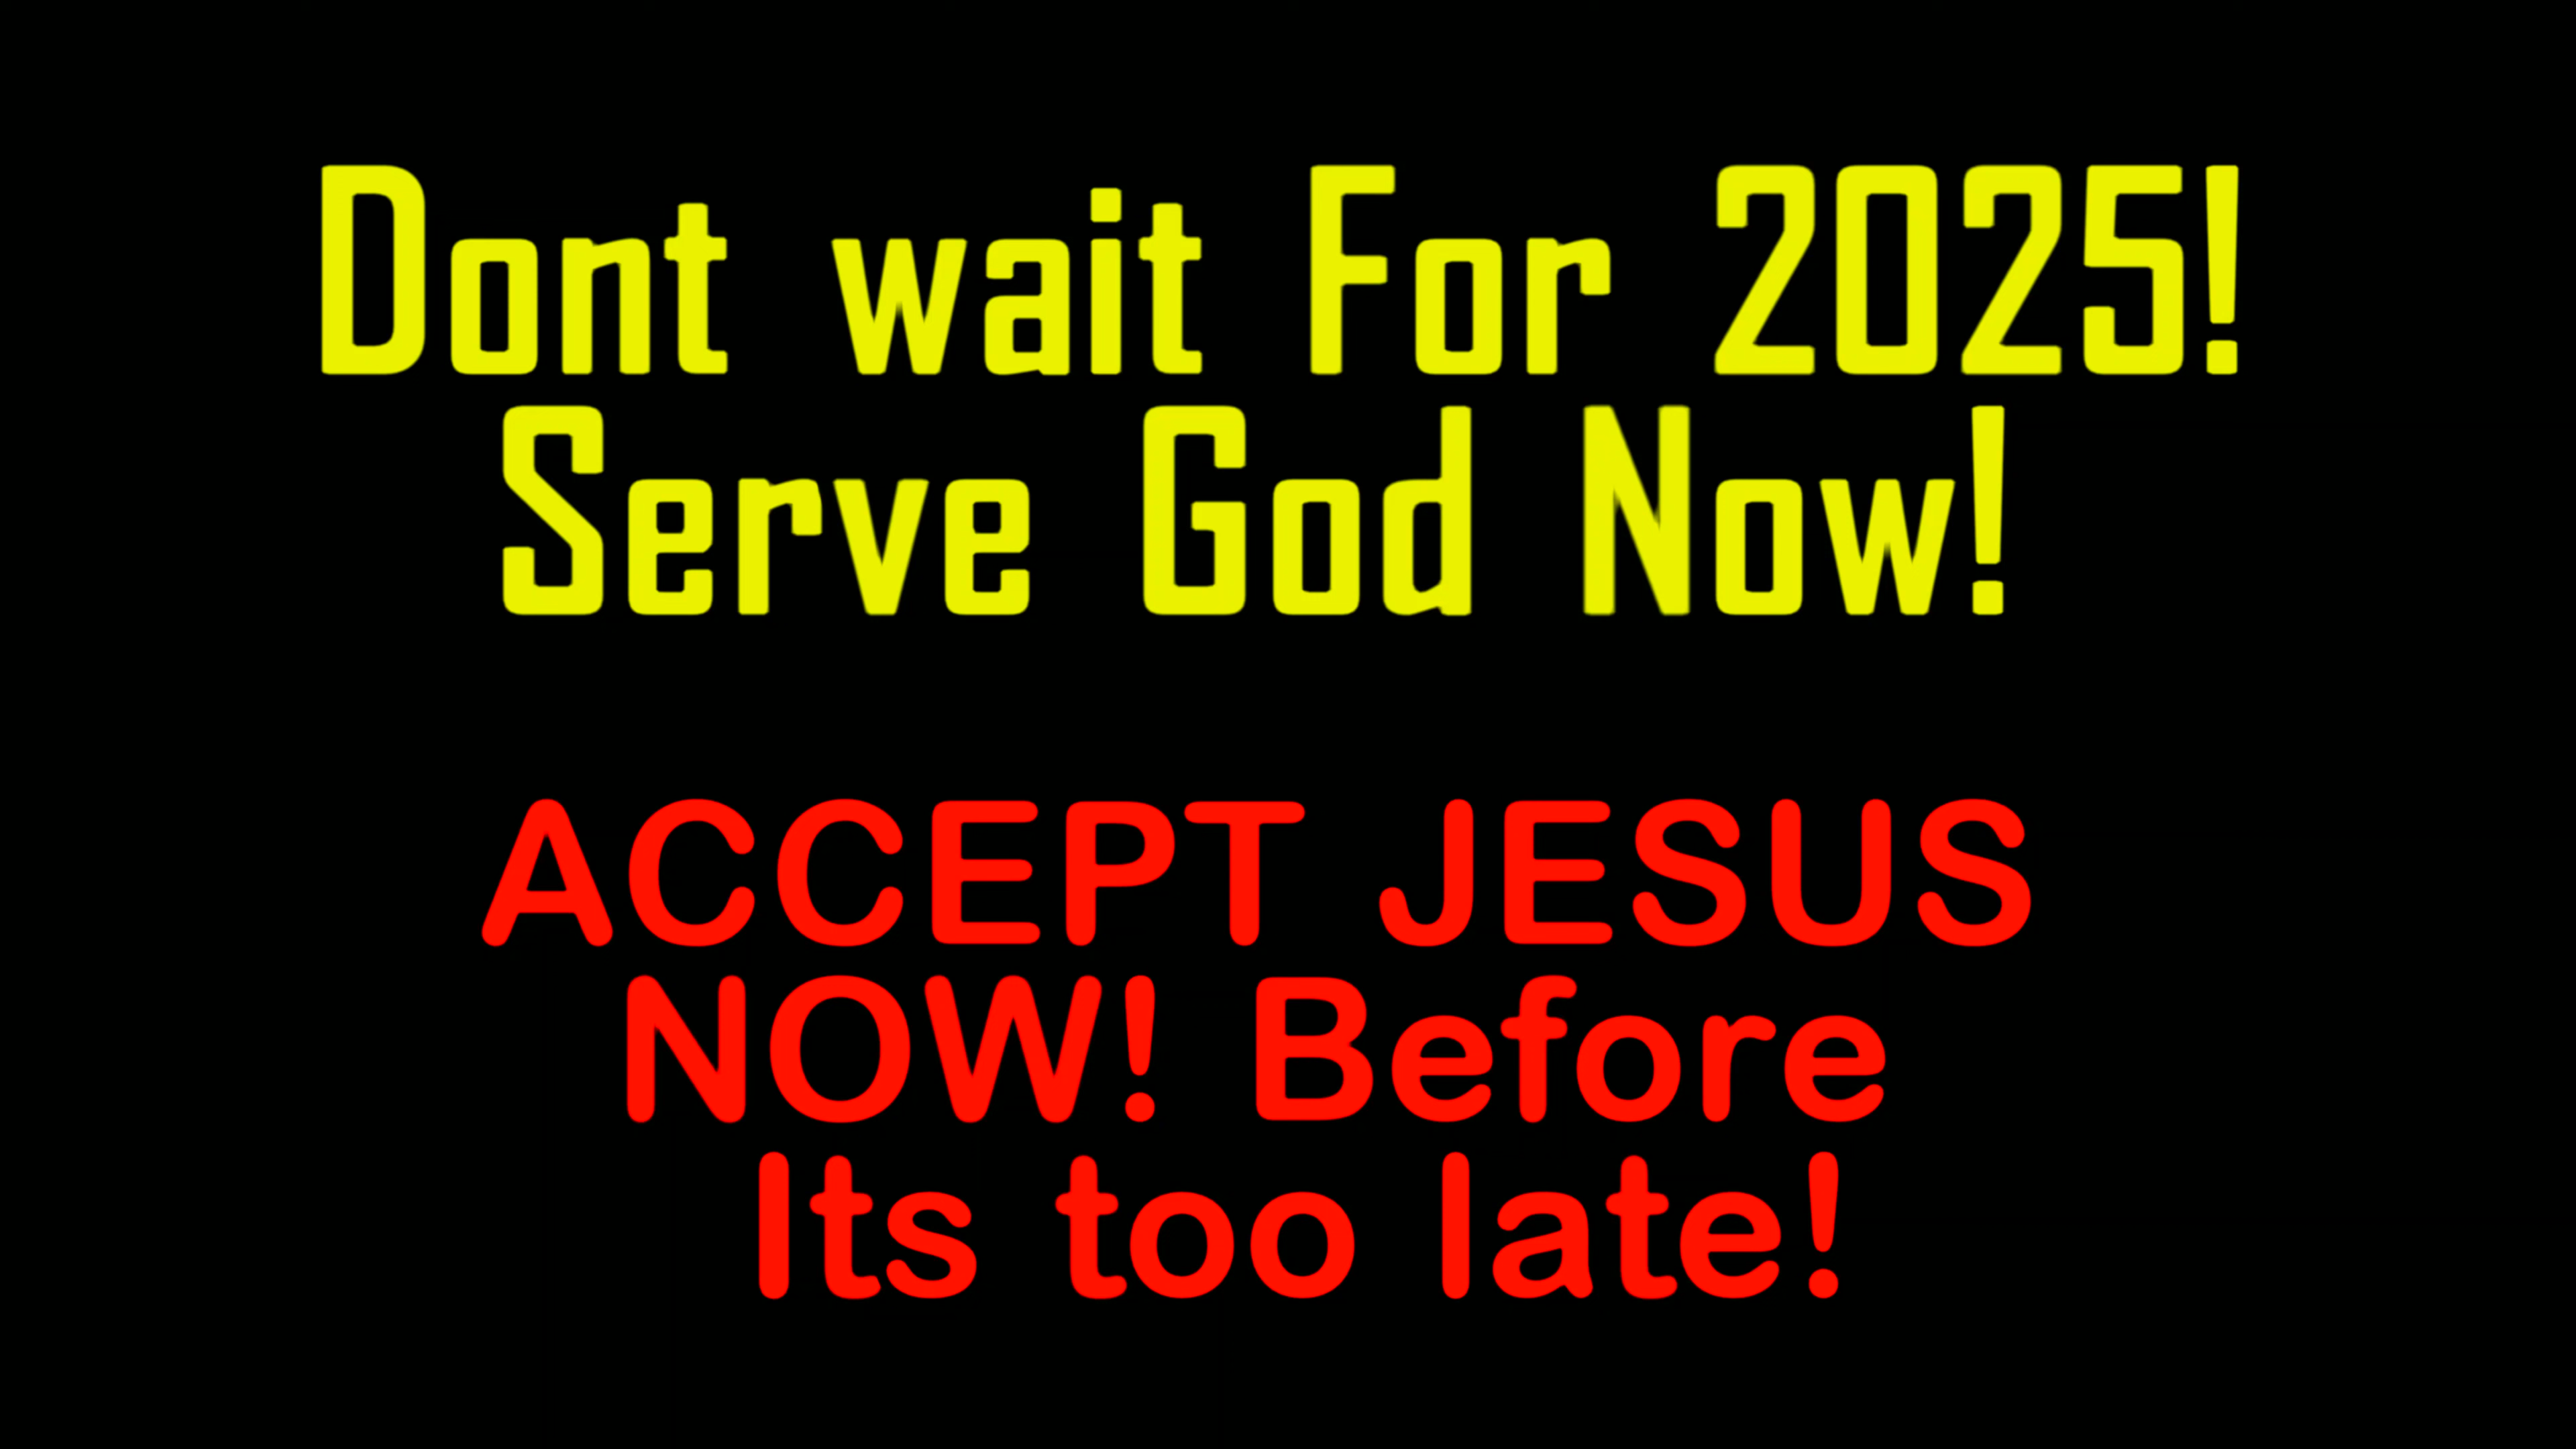 Dont wait For 2025!
Serve God Now!
ACCEPT JESUS
NOW! Before
Its too late!